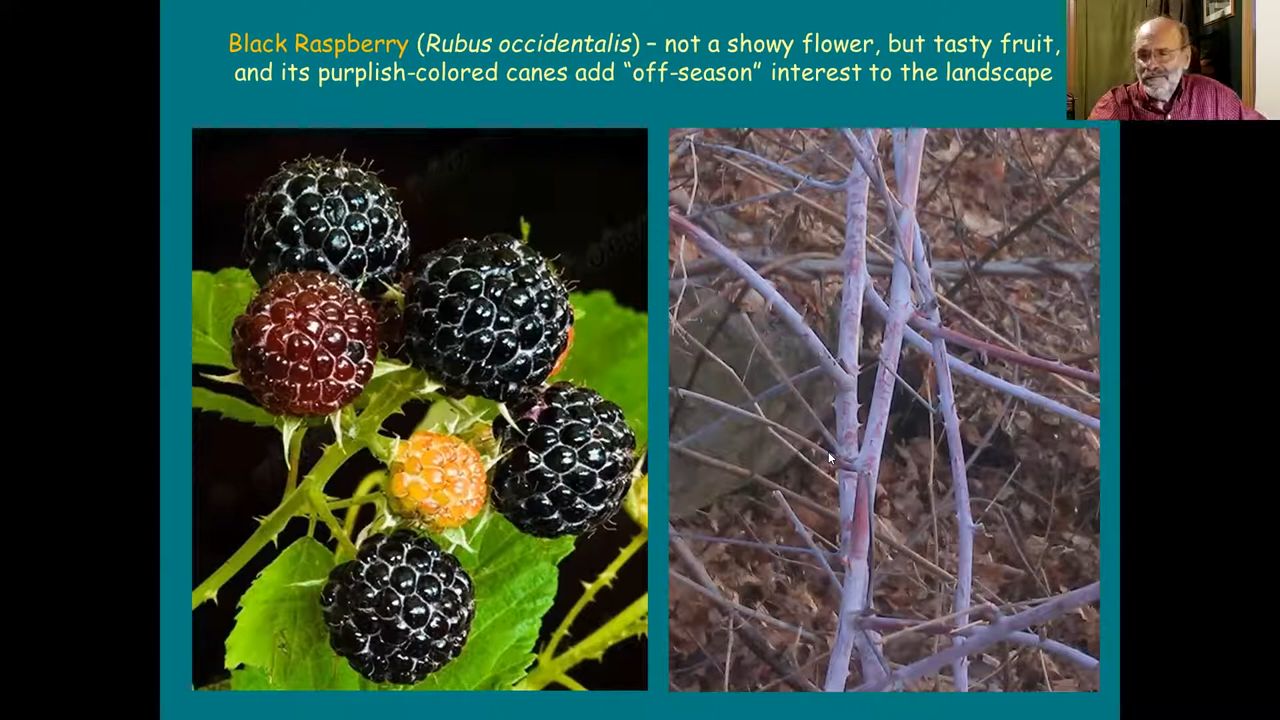 Black Raspberry (Rubus occidentalis) – not a showy flower, but tasty fruit,
and its purplish-colored canes add “off-season” interest to the landscape